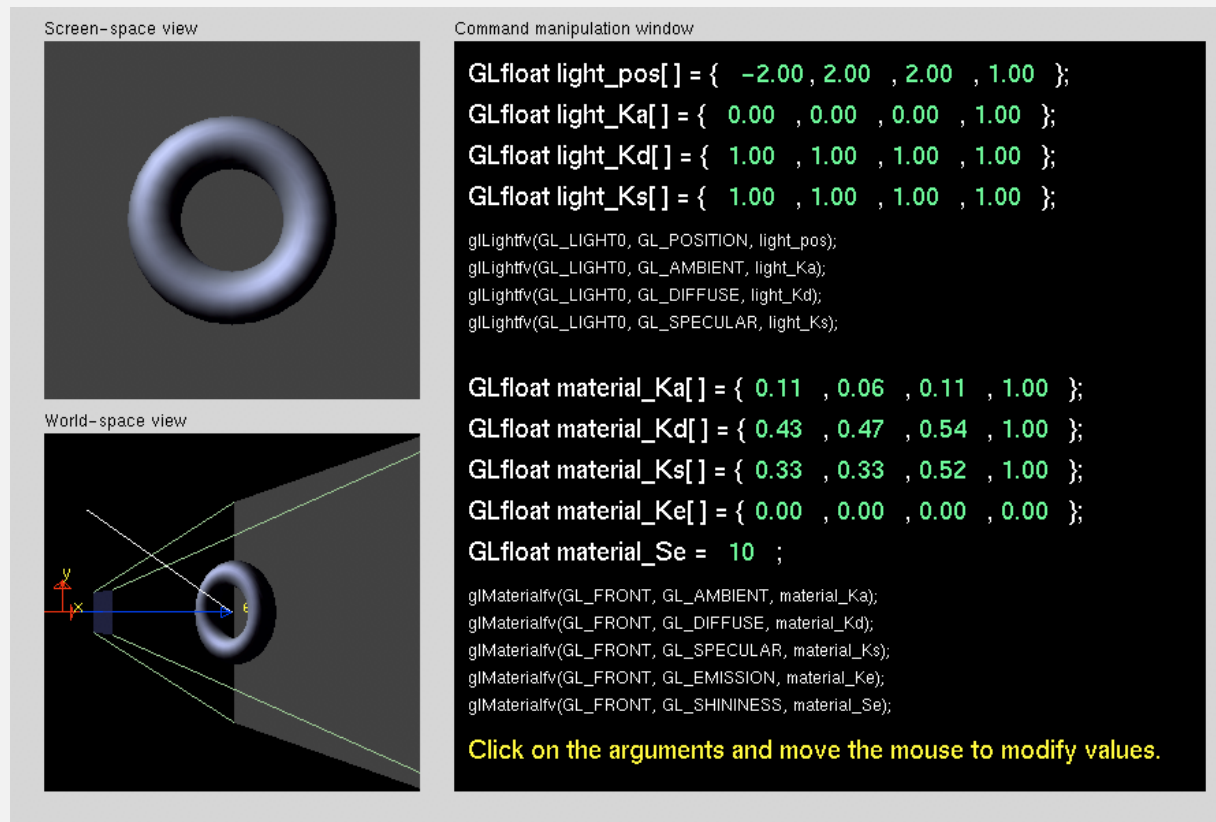 Screen-space view
Command manipulation window
GLfloat light_pos[ ] = { -2.00 , 2.00 , 2.00 , 1.00 };
GLfloat light_Ka[ ] = { 0.00 , 0.00 , 0.00 , 1.00 };
GLfloat light_Kd[ ] = { 1.00 , 1.00 , 1.00 , 1.00 };
GLfloat light_Ks[ ] = { 1.00 , 1.00 , 1.00 , 1.00 };
glLightfv(GL_LIGHT0, GL_POSITION, light_pos);
glLightfv(GL_LIGHT0, GL_AMBIENT, light_Ka);
glLightfv(GL_LIGHT0, GL_DIFFUSE, light_Kd);
glLightfv(GL_LIGHT0, GL_SPECULAR, light_Ks);
GLfloat material_Ka[ ] = { 0.11 , 0.06 , 0.11 , 1.00 };
GLfloat material_Kd[ ] = { 0.43 , 0.47 , 0.54 , 1.00 };
GLfloat material_Ks[ ] = { 0.33 , 0.33 , 0.52 , 1.00 };
GLfloat material_Ke[ ] = { 0.00 , 0.00 , 0.00 , 0.00 };
GLfloat material_Se = 10 ;
glMaterialfv(GL_FRONT, GL_AMBIENT, material_Ka);
glMaterialfv(GL_FRONT, GL_DIFFUSE, material_Kd);
glMaterialfv(GL_FRONT, GL_SPECULAR, material_Ks);
glMaterialfv(GL_FRONT, GL_EMISSION, material_Ke);
glMaterialfv(GL_FRONT, GL_SHININESS, material_Se);
Click on the arguments and move the mouse to modify values.
World-space view
y
x